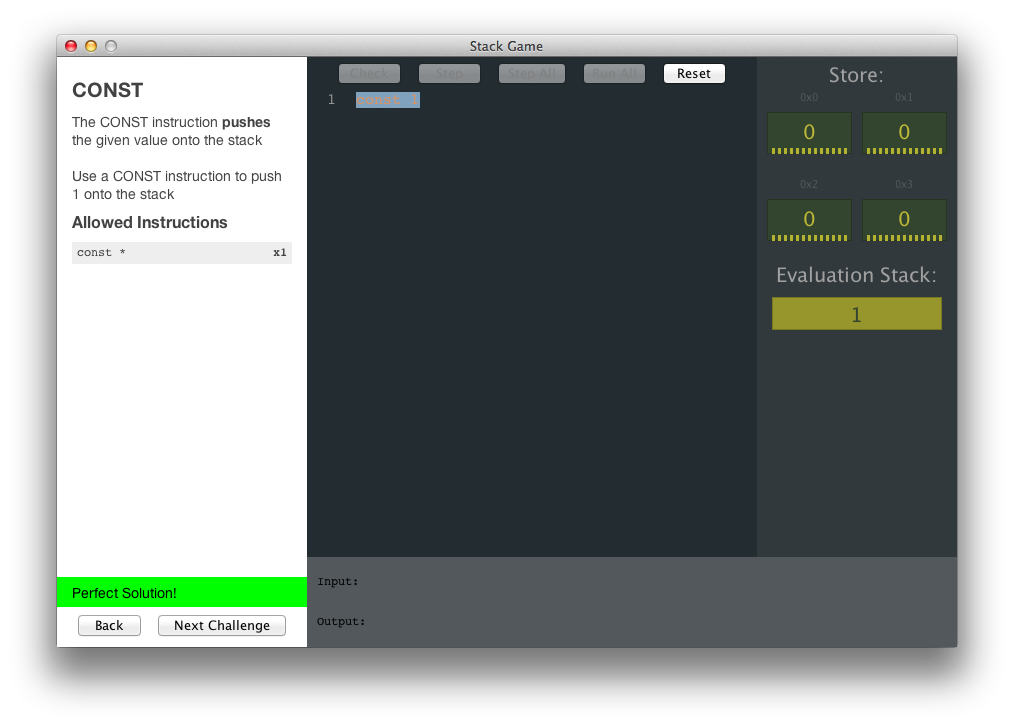 Stack Game
CONST
The CONST instruction pushes
the given value onto the stack
Use a CONST instruction to push
1 onto the stack
Allowed Instructions
const * x1
Perfect Solution!
Back Next Challenge
Check Step Step All Run All Reset
1 const 1
Input:
Output:
Store:
0x0 0x1
0 0
0x2 0x3
0 0
Evaluation Stack:
1